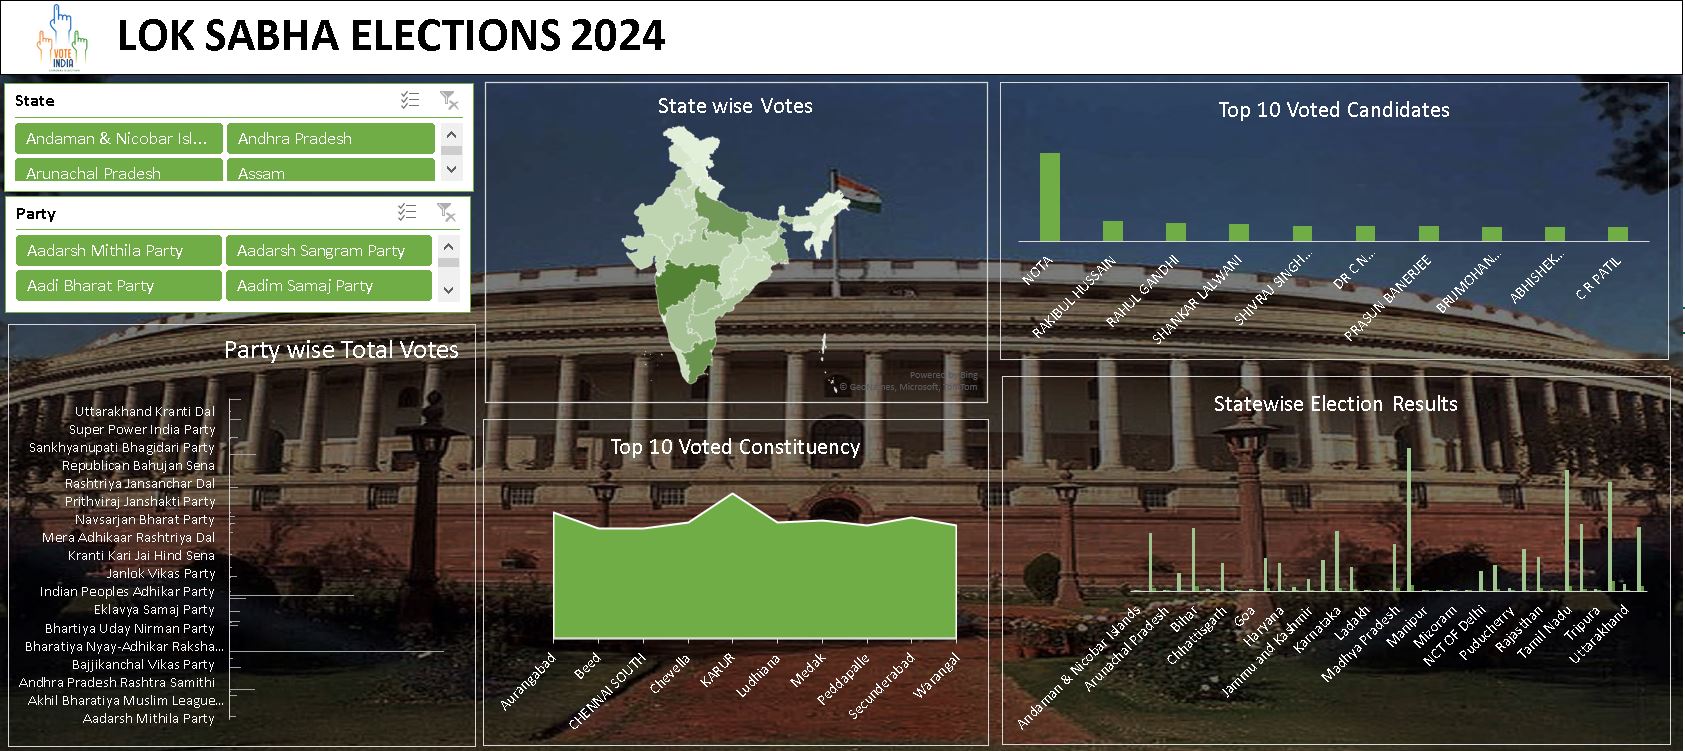 VOTE
INDIA
LOK SABHA ELECTIONS 2024
State
Andaman & Nicobar Isl...
Andhra Pradesh
Arunachal Pradesh
Assam
Party
Aadarsh Mithila Party
Aadarsh Sangram Party
Aadi Bharat Party
Aadim Samaj Party
Party wise Total Votes
Uttarakhand Kranti Dal
Super Power India Party
Sankhyanupati Bhagidari Party
Republican Bahujan Sena
Rashtriya Jansanchar Dal
Prithviraj Janshakti Party
Navsarjan Bharat Party
Mera Adhikaar Rashtriya Dal
Kranti Kari Jai Hind Sena
Janlok Vikas Party
Indian Peoples Adhikar Party
Eklavya Samaj Party
Bhartiya Uday Nirman Party
Bharatiya Nyay-Adhikar Raksha...
Bajjikanchal Vikas Party
Andhra Pradesh Rashtra Samithi
Akhil Bharatiya Muslim League...
Aadarsh Mithila Party
State wise Votes
Powered by Bing
© GeoNames, Microsoft, TomTom
Top 10 Voted Constituency
Aurangabad
Beed
CHENNAI SOUTH
Chevella
KARUR
Ludhiana
Medak
Peddapalle
Secunderabad
Warangal
Top 10 Voted Candidates
NOTA
RAKIBUL HUSSAIN
RAHUL GANDHI
SHANKAR LALWANI
SHIVRAJ SINGH...
DR C N...
PRASUN BANERJEE
BRIJMOHAN...
ABHISHEK...
C R PATIL
Statewise Election Results
Andaman & Nicobar Islands
Arunachal Pradesh
Bihar
Chhattisgarh
Goa
Haryana
Jammu and Kashmir
Karnataka
Ladakh
Madhya Pradesh
Manipur
Mizoram
NCT OF Delhi
Puducherry
Rajasthan
Tamil Nadu
Tripura
Uttarakhand